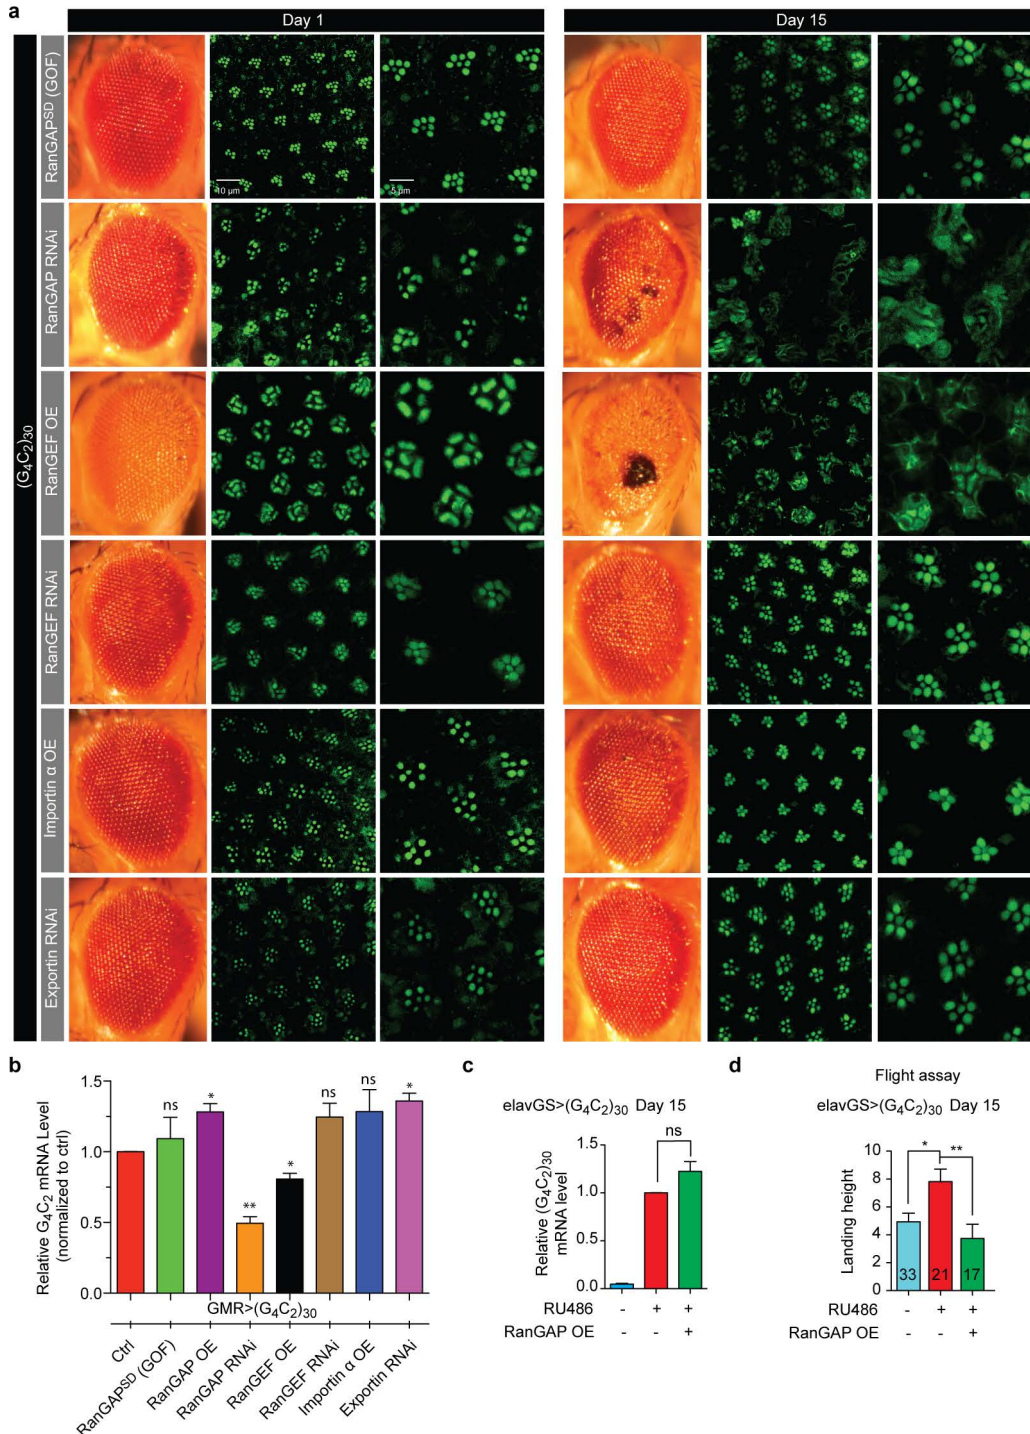 a
Day 1
Day 15
(G4C2)30
RanGAPSD (GOF)
10 µm
5 µm
RanGAP RNAi
RanGEF OE
RanGEF RNAi
Importin α OE
Exportin RNAi
b
Relative G4C2 mRNA Level
(normalized to ctrl)
1.5
1.0
0.5
0.0
ns
*
**
*
ns
ns
*
GMR>(G4C2)30
Ctrl
RanGAPSD (GOF)
RanGAP OE
RanGAP RNAi
RanGEF OE
RanGEF RNAi
Importin α OE
Exportin RNAi
c
elavGS>(G4C2)30 Day 15
Relative (G4C2)30
mRNA level
1.5
1.0
0.5
0.0
ns
RU486 - + +
RanGAP OE - - +
d
Flight assay
elavGS>(G4C2)30 Day 15
Landing height
10
8
6
4
2
0
* **
33 21 17
RU486 - + +
RanGAP OE - - +